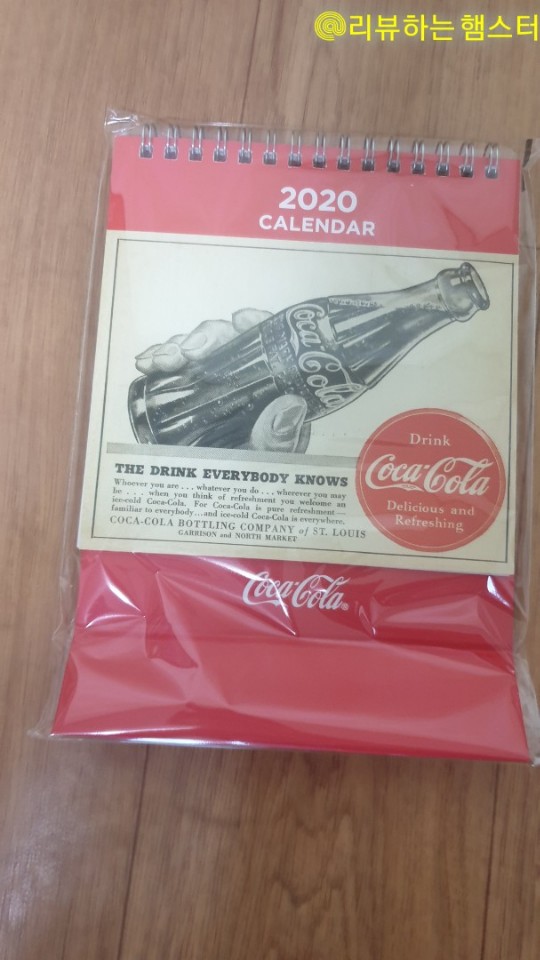 @리뷰하는 햄스터
2020
CALENDAR
Coca-Cola
THE DRINK EVERYBODY KNOWS
Whoever you are . . . whatever you do . . . wherever you may
be . . . when you think of refreshment you welcome an
ice-cold Coca-Cola. For Coca-Cola is pure refreshment—
familiar to everybody...and ice-cold Coca-Cola is everywhere.
COCA-COLA BOTTLING COMPANY of ST. LOUIS
GARRISON and NORTH MARKET
Drink
Coca-Cola
Delicious and
Refreshing
Coca-Cola®